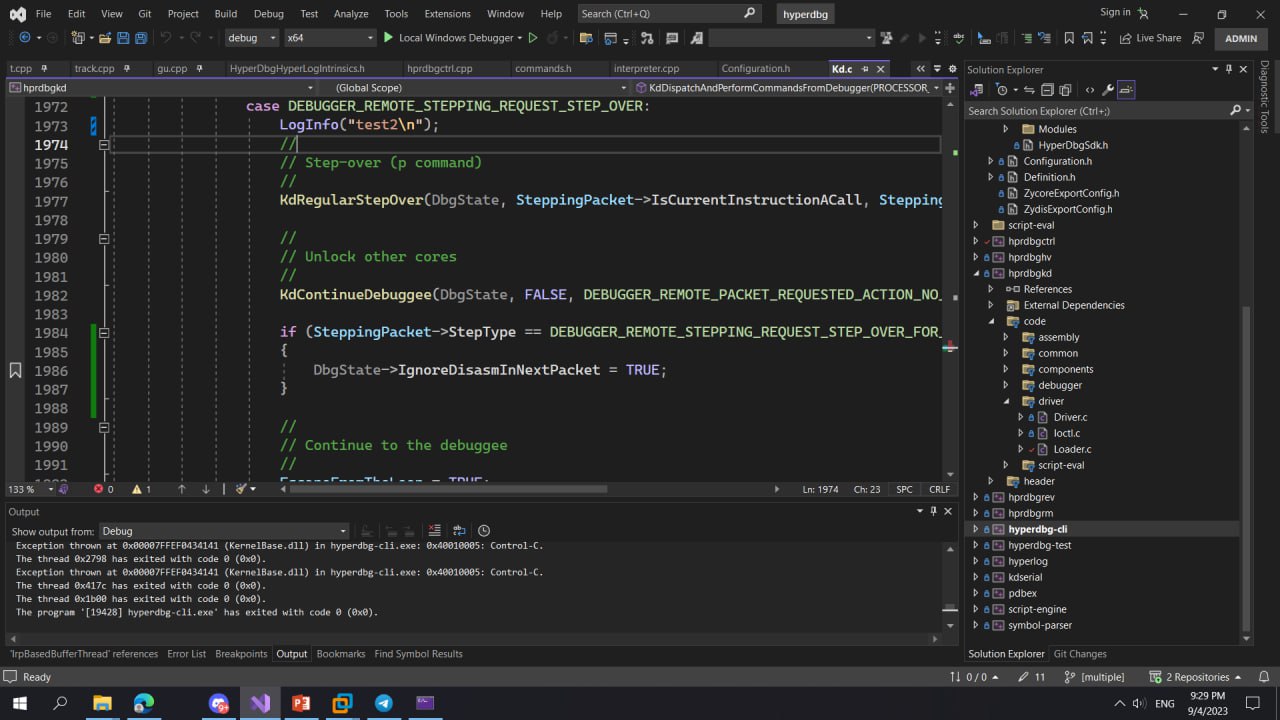 File Edit View Git Project Build Debug Test Analyze Tools Extensions Window Help Search (Ctrl+Q) hyperdbg Sign in
debug x64 Local Windows Debugger Live Share ADMIN
t.cpp track.cpp gu.cpp HyperDbgHyperLogIntrinsics.h hprdbgctrl.cpp commands.h interpreter.cpp Configuration.h Kd.c
hprdbgkd (Global Scope) KdDispatchAndPerformCommandsFromDebugger(PROCESSOR_
1972 case DEBUGGER_REMOTE_STEPPING_REQUEST_STEP_OVER:
1973 LogInfo("test2\n");
1974 //
1975 // Step-over (p command)
1976 //
1977 KdRegularStepOver(DbgState, SteppingPacket->IsCurrentInstructionACall, Stepping
1978
1979 //
1980 // Unlock other cores
1981 //
1982 KdContinueDebuggee(DbgState, FALSE, DEBUGGER_REMOTE_PACKET_REQUESTED_ACTION_NO_
1983
1984 if (SteppingPacket->StepType == DEBUGGER_REMOTE_STEPPING_REQUEST_STEP_OVER_FOR_
1985 {
1986 DbgState->IgnoreDisasmInNextPacket = TRUE;
1987 }
1988
1989 //
1990 // Continue to the debuggee
1991 //
EscapeFromTheLoop = TRUE;
133 % 0 1 Ln: 1974 Ch: 23 SPC CRLF
Output
Show output from: Debug
Exception thrown at 0x00007FFEF0434141 (KernelBase.dll) in hyperdbg-cli.exe: 0x40010005: Control-C.
The thread 0x2798 has exited with code 0 (0x0).
Exception thrown at 0x00007FFEF0434141 (KernelBase.dll) in hyperdbg-cli.exe: 0x40010005: Control-C.
The thread 0x417c has exited with code 0 (0x0).
The thread 0x1b00 has exited with code 0 (0x0).
The program '[19428] hyperdbg-cli.exe' has exited with code 0 (0x0).
'IrpBasedBufferThread' references Error List Breakpoints Output Bookmarks Find Symbol Results
Solution Explorer
Search Solution Explorer (Ctrl+;)
Modules
HyperDbgSdk.h
Configuration.h
Definition.h
ZycoreExportConfig.h
ZydisExportConfig.h
script-eval
hprdbgctrl
hprdbghv
hprdbgkd
References
External Dependencies
code
assembly
common
components
debugger
driver
Driver.c
Ioctl.c
Loader.c
script-eval
header
hprdbgrev
hprdbgrm
hyperdbg-cli
hyperdbg-test
hyperlog
kdserial
pdbex
script-engine
symbol-parser
Solution Explorer Git Changes
Diagnostic Tools
Ready 0 / 0 11 [multiple] 2 Repositories
ENG 9:29 PM
9/4/2023